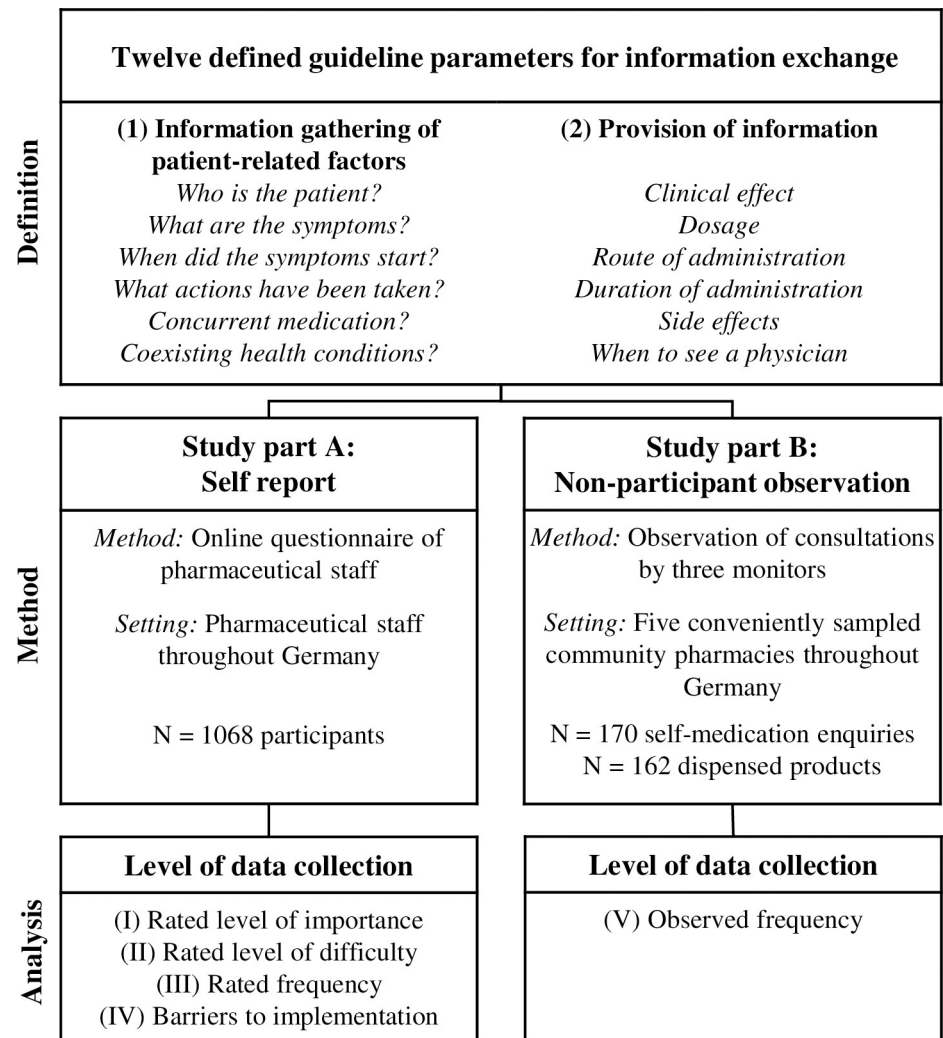 Twelve defined guideline parameters for information exchange
Definition
(1) Information gathering of
patient-related factors
Who is the patient?
What are the symptoms?
When did the symptoms start?
What actions have been taken?
Concurrent medication?
Coexisting health conditions?
(2) Provision of information
Clinical effect
Dosage
Route of administration
Duration of administration
Side effects
When to see a physician
Method
Study part A:
Self report
Method: Online questionnaire of
pharmaceutical staff
Setting: Pharmaceutical staff
throughout Germany
N = 1068 participants
Study part B:
Non-participant observation
Method: Observation of consultations
by three monitors
Setting: Five conveniently sampled
community pharmacies throughout
Germany
N = 170 self-medication enquiries
N = 162 dispensed products
Analysis
Level of data collection
(I) Rated level of importance
(II) Rated level of difficulty
(III) Rated frequency
(IV) Barriers to implementation
Level of data collection
(V) Observed frequency